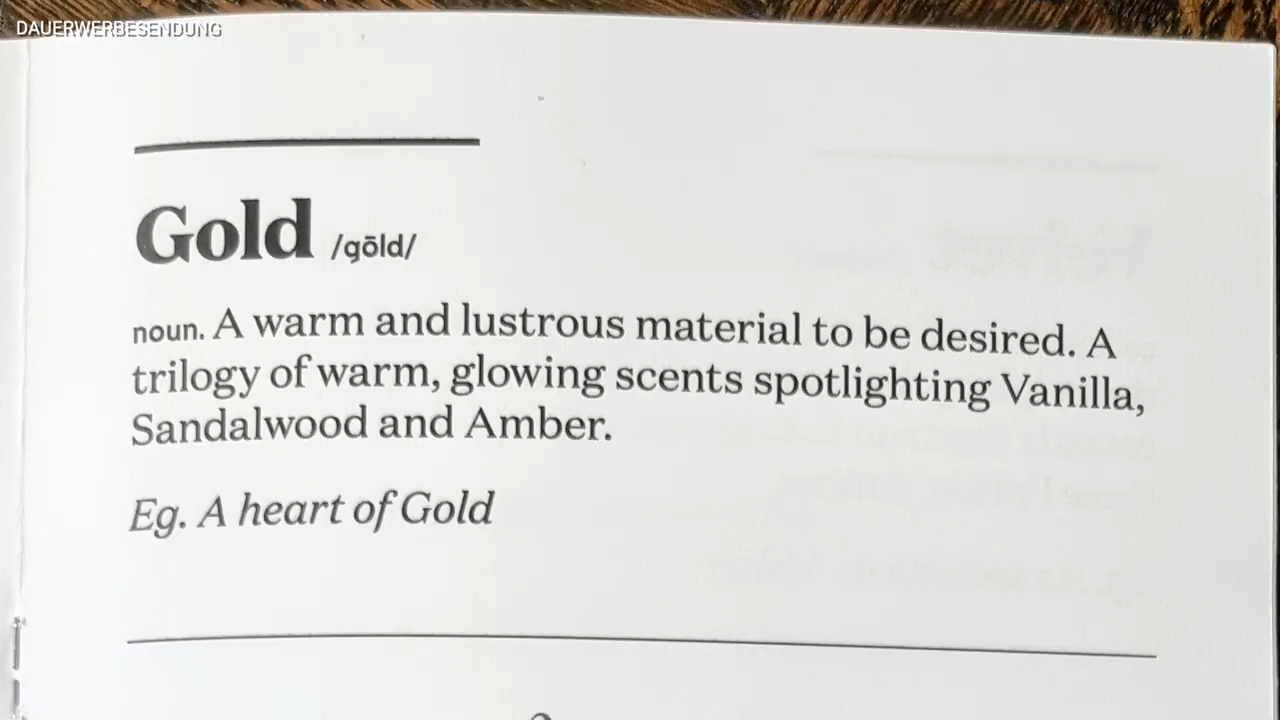 DAUERWERBESENDUNG
Gold /gōld/
noun. A warm and lustrous material to be desired. A
trilogy of warm, glowing scents spotlighting Vanilla,
Sandalwood and Amber.
Eg. A heart of Gold